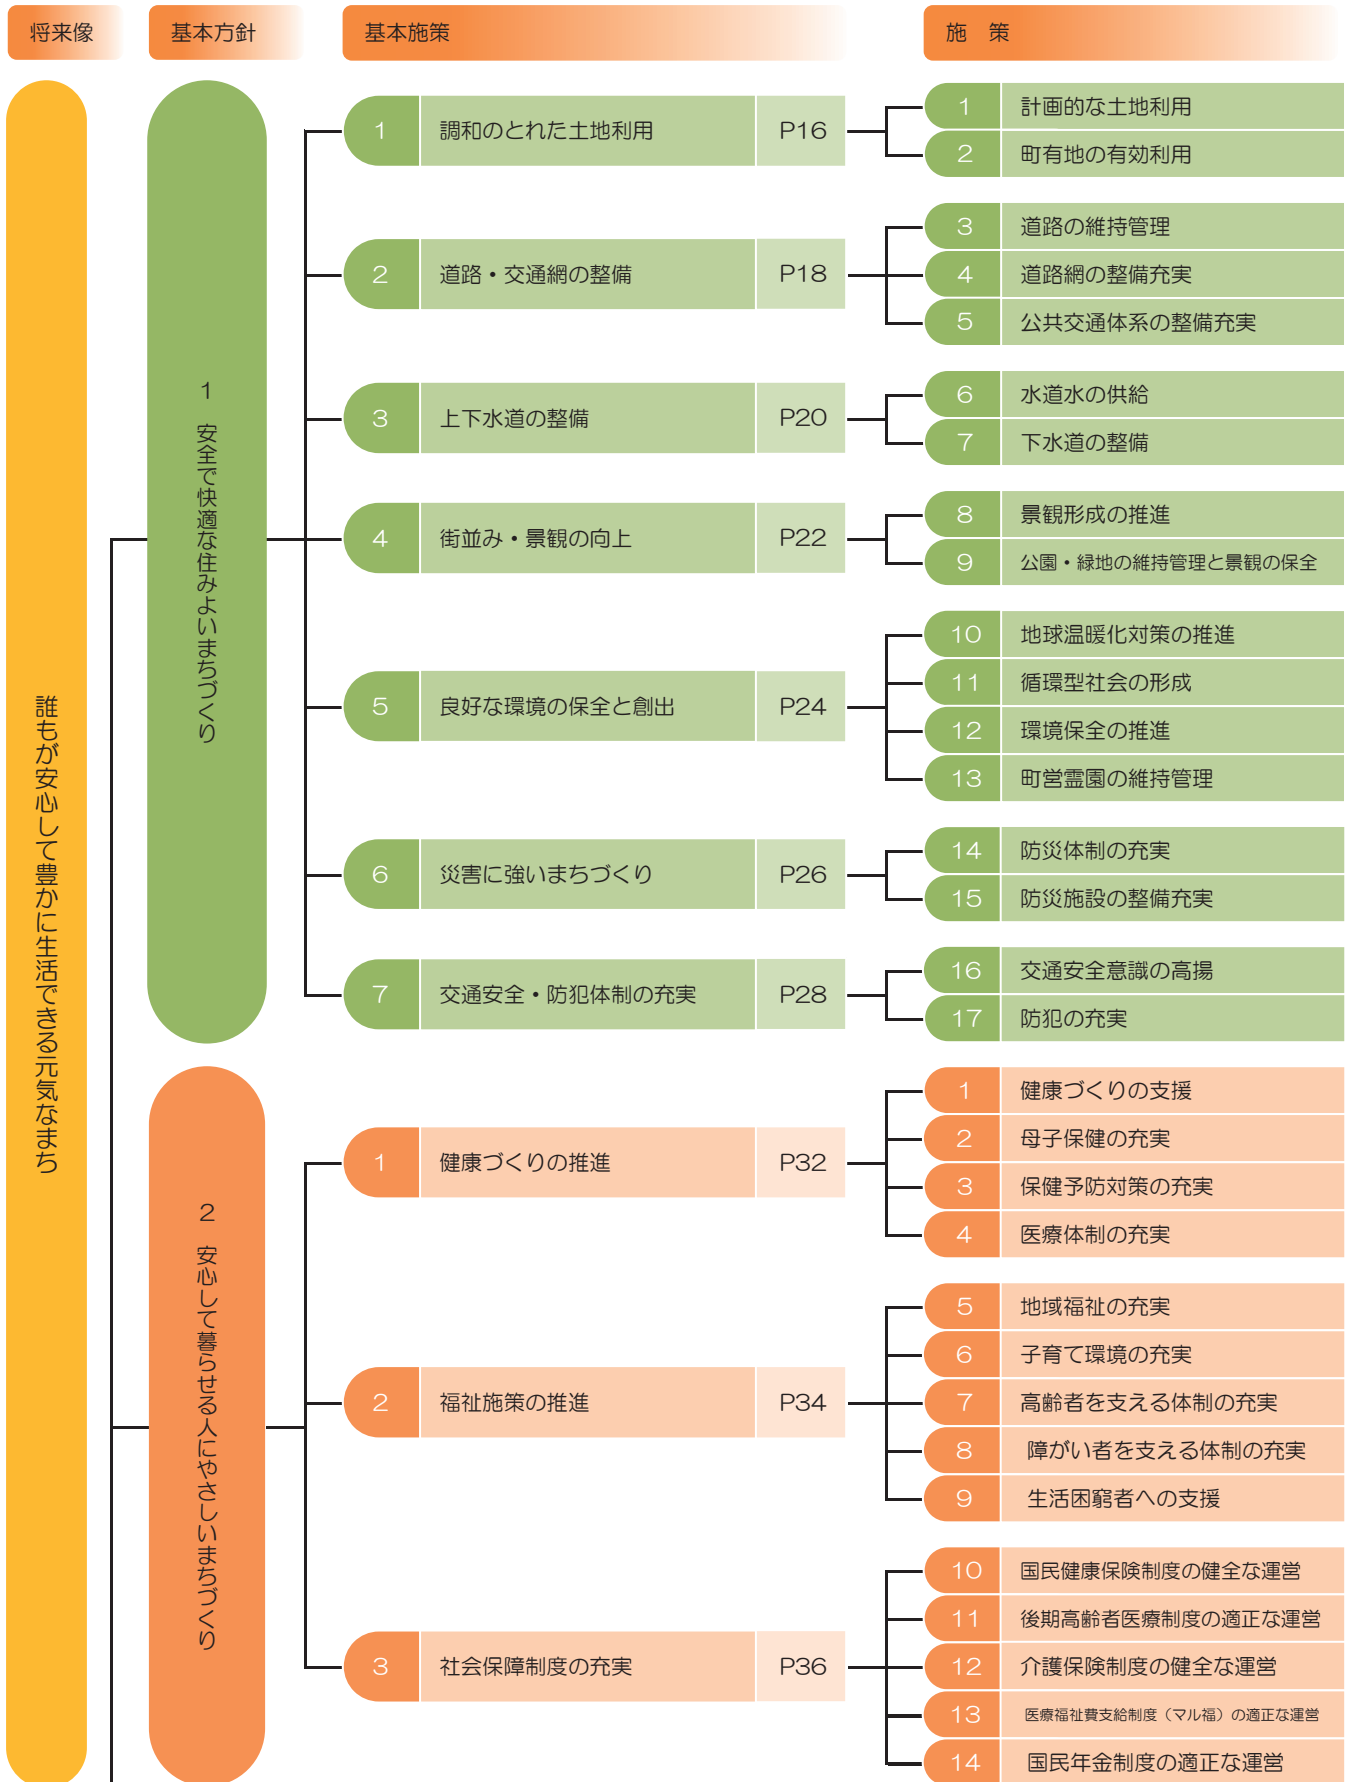 将来像
基本方針
基本施策
施　策
誰もが安心して豊かに生活できる元気なまち
1　安全で快適な住みよいまちづくり
1　調和のとれた土地利用　P16
1　計画的な土地利用
2　町有地の有効利用
2　道路・交通網の整備　P18
3　道路の維持管理
4　道路網の整備充実
5　公共交通体系の整備充実
3　上下水道の整備　P20
6　水道水の供給
7　下水道の整備
4　街並み・景観の向上　P22
8　景観形成の推進
9　公園・緑地の維持管理と景観の保全
5　良好な環境の保全と創出　P24
10　地球温暖化対策の推進
11　循環型社会の形成
12　環境保全の推進
13　町営霊園の維持管理
6　災害に強いまちづくり　P26
14　防災体制の充実
15　防災施設の整備充実
7　交通安全・防犯体制の充実　P28
16　交通安全意識の高揚
17　防犯の充実
2　安心して暮らせる人にやさしいまちづくり
1　健康づくりの推進　P32
1　健康づくりの支援
2　母子保健の充実
3　保健予防対策の充実
4　医療体制の充実
2　福祉施策の推進　P34
5　地域福祉の充実
6　子育て環境の充実
7　高齢者を支える体制の充実
8　障がい者を支える体制の充実
9　生活困窮者への支援
3　社会保障制度の充実　P36
10　国民健康保険制度の健全な運営
11　後期高齢者医療制度の適正な運営
12　介護保険制度の健全な運営
13　医療福祉費支給制度（マル福）の適正な運営
14　国民年金制度の適正な運営